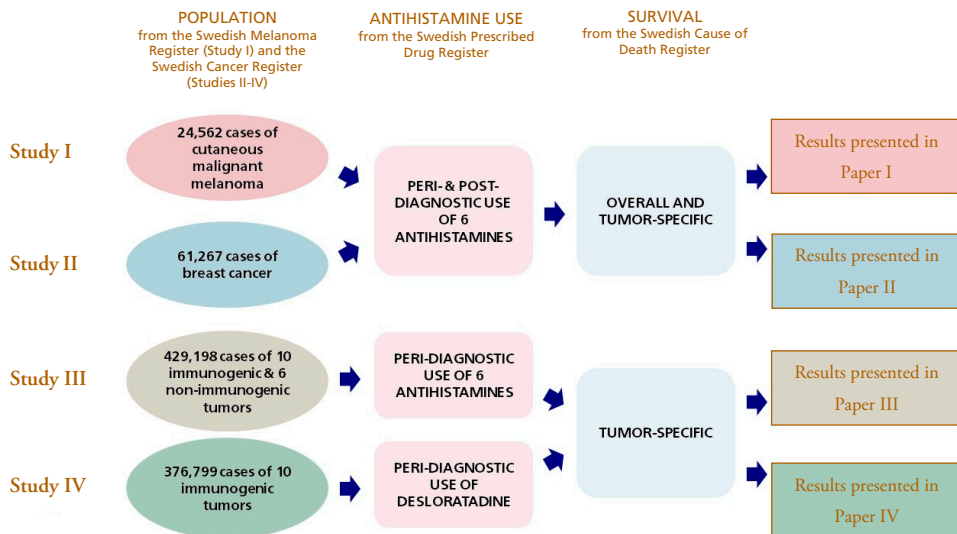 POPULATION
from the Swedish Melanoma
Register (Study I) and the
Swedish Cancer Register
(Studies II-IV)
ANTIHISTAMINE USE
from the Swedish Prescribed
Drug Register
SURVIVAL
from the Swedish Cause of
Death Register
Study I
24,562 cases of
cutaneous
malignant
melanoma
Study II
61,267 cases of
breast cancer
PERI- & POST-
DIAGNOSTIC USE
OF 6
ANTIHISTAMINES
OVERALL AND
TUMOR-SPECIFIC
Results presented in
Paper I
Results presented in
Paper II
Study III
429,198 cases of 10
immunogenic & 6
non-immunogenic
tumors
PERI-DIAGNOSTIC
USE OF 6
ANTIHISTAMINES
Study IV
376,799 cases of 10
immunogenic
tumors
PERI-DIAGNOSTIC
USE OF
DESLORATADINE
TUMOR-SPECIFIC
Results presented in
Paper III
Results presented in
Paper IV